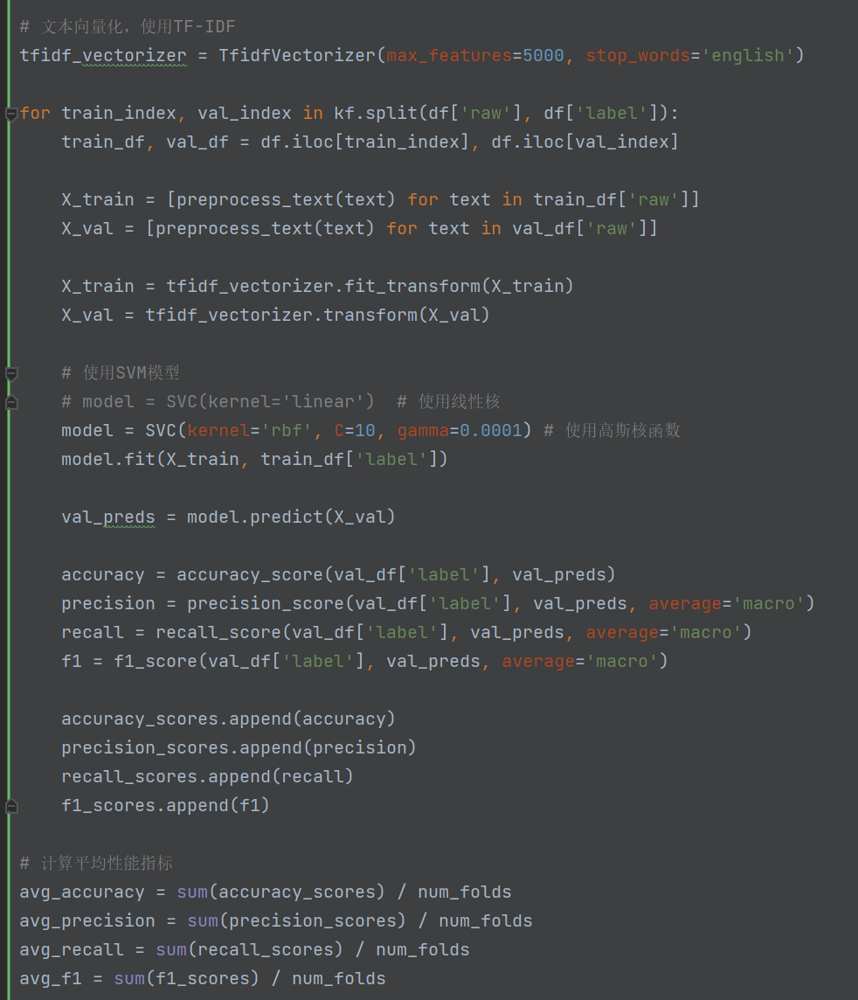 # 文本向量化，使用TF-IDF
tfidf_vectorizer = TfidfVectorizer(max_features=5000, stop_words='english')
for train_index, val_index in kf.split(df['raw'], df['label']):
train_df, val_df = df.iloc[train_index], df.iloc[val_index]
X_train = [preprocess_text(text) for text in train_df['raw']]
X_val = [preprocess_text(text) for text in val_df['raw']]
X_train = tfidf_vectorizer.fit_transform(X_train)
X_val = tfidf_vectorizer.transform(X_val)
# 使用SVM模型
# model = SVC(kernel='linear')  # 使用线性核
model = SVC(kernel='rbf', C=10, gamma=0.0001) # 使用高斯核函数
model.fit(X_train, train_df['label'])
val_preds = model.predict(X_val)
accuracy = accuracy_score(val_df['label'], val_preds)
precision = precision_score(val_df['label'], val_preds, average='macro')
recall = recall_score(val_df['label'], val_preds, average='macro')
f1 = f1_score(val_df['label'], val_preds, average='macro')
accuracy_scores.append(accuracy)
precision_scores.append(precision)
recall_scores.append(recall)
f1_scores.append(f1)
# 计算平均性能指标
avg_accuracy = sum(accuracy_scores) / num_folds
avg_precision = sum(precision_scores) / num_folds
avg_recall = sum(recall_scores) / num_folds
avg_f1 = sum(f1_scores) / num_folds